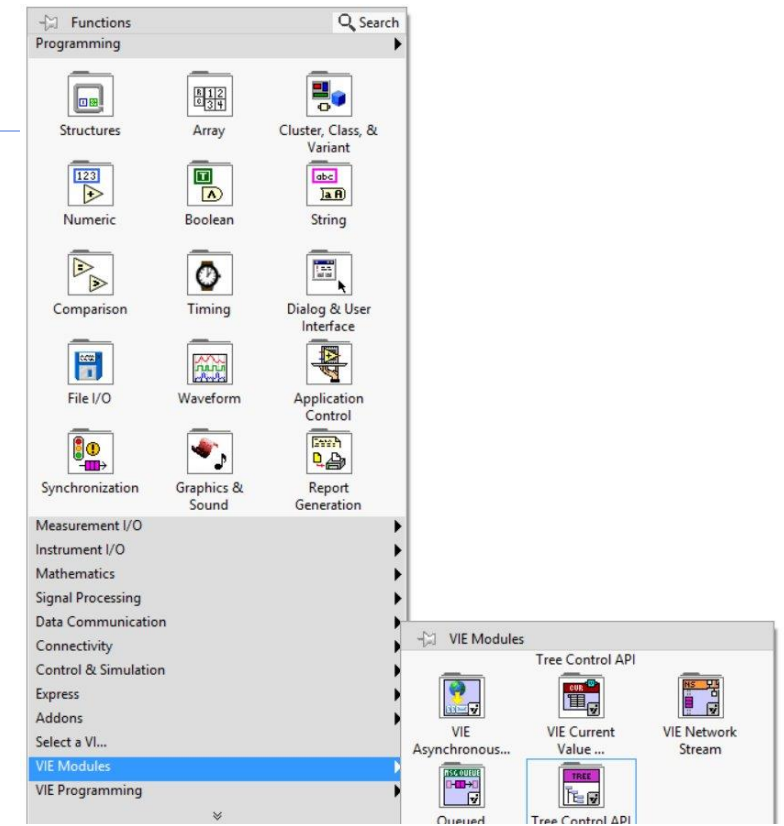 Functions
Search
Programming
Structures
Array
Cluster, Class, &
Variant
Numeric
Boolean
String
Comparison
Timing
Dialog & User
Interface
File I/O
Waveform
Application
Control
Synchronization
Graphics &
Sound
Report
Generation
Measurement I/O
Instrument I/O
Mathematics
Signal Processing
Data Communication
Connectivity
Control & Simulation
Express
Addons
Select a VI...
VIE Modules
VIE Programming
VIE Modules
Tree Control API
VIE
Asynchronous...
VIE Current
Value ...
VIE Network
Stream
Queued
Tree Control API